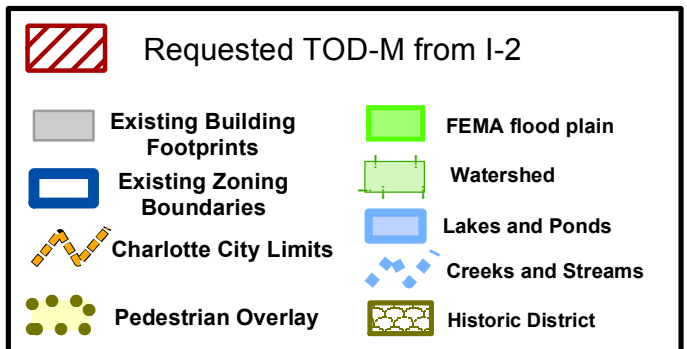 Requested TOD-M from I-2
Existing Building
Footprints
Existing Zoning
Boundaries
Charlotte City Limits
Pedestrian Overlay
FEMA flood plain
Watershed
Lakes and Ponds
Creeks and Streams
Historic District